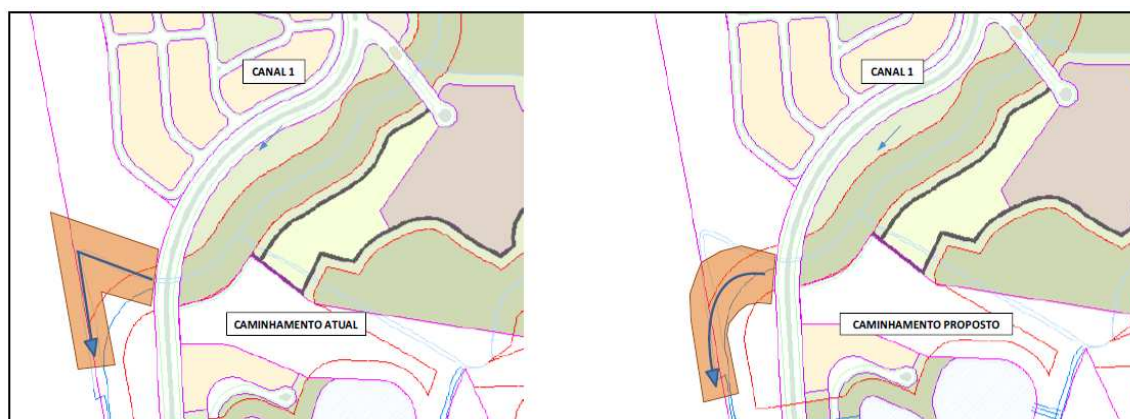 CANAL 1
CANAL 1
CAMINHAMENTO ATUAL
CAMINHAMENTO PROPOSTO